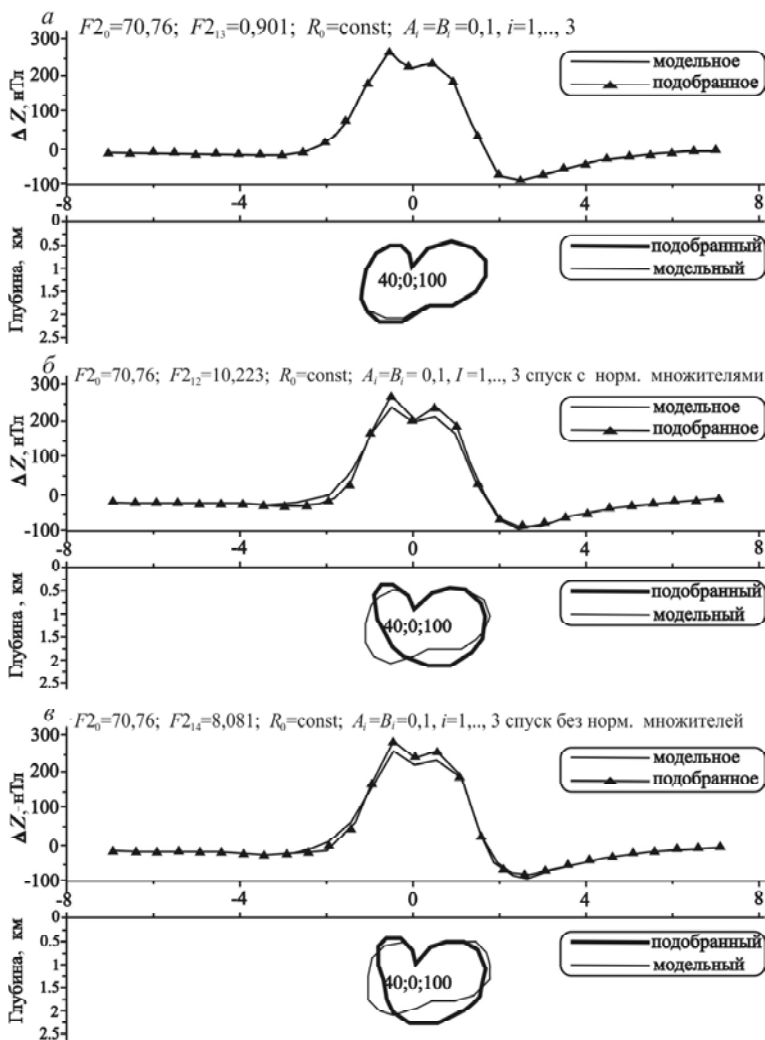 а
F2₀=70,76; F2₁₃=0,901; R₀=const; Aᵢ=Bᵢ=0,1, i=1,.., 3
300
200
100
0
-100
Δ Z, нТл
модельное
подобранное
-8 -4 0 4 8
0
0.5
1
1.5
2
2.5
Глубина, км
подобранный
модельный
40;0;100
б
F2₀=70,76; F2₁₂=10,223; R₀=const; Aᵢ=Bᵢ= 0,1, I =1,.., 3 спуск с норм. множителями
300
200
100
0
-100
Δ Z, нТл
модельное
подобранное
-8 -4 0 4 8
0
0.5
1
1.5
2
2.5
Глубина , км
подобранный
модельный
40;0;100
в
F2₀=70,76; F2₁₄=8,081; R₀=const; Aᵢ=Bᵢ=0,1, i=1,.., 3 спуск без норм. множителей
300
200
100
0
-100
Δ Z, нТл
модельное
подобранное
-8 -4 0 4 8
0
0.5
1
1.5
2
2.5
Глубина, км
подобранный
модельный
40;0;100